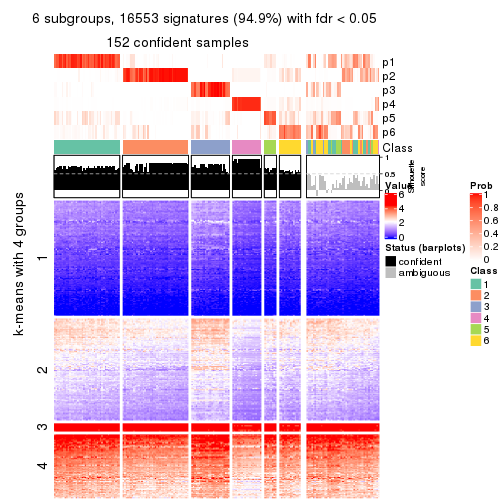 6 subgroups, 16553 signatures (94.9%) with fdr < 0.05
152 confident samples
p1
p2
p3
p4
p5
p6
Class
1
0.5
0
Silhouette
score
k-means with 4 groups
1
2
3
4
Value
6
4
2
0
Status (barplots)
confident
ambiguous
Prob
1
0.8
0.6
0.4
0.2
0
Class
1
2
3
4
5
6